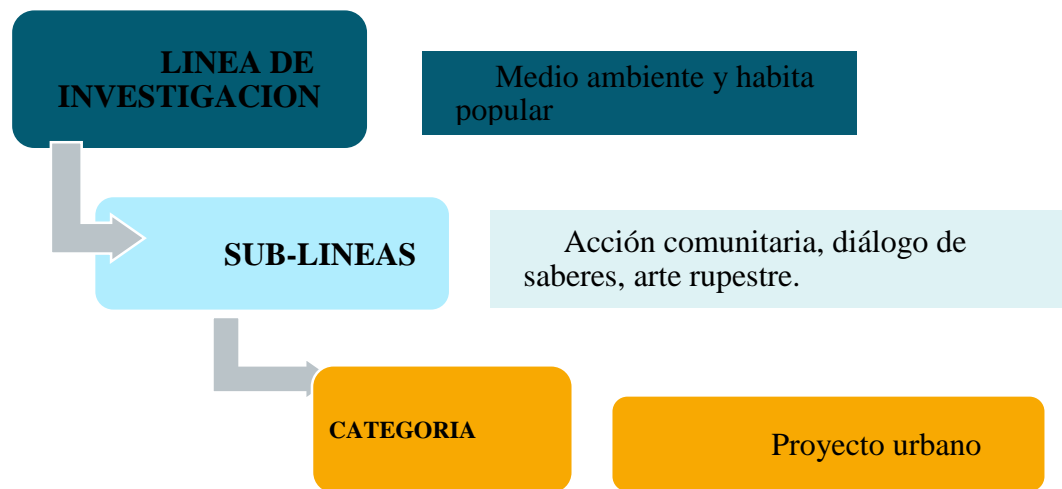 LINEA DE
INVESTIGACION
Medio ambiente y habita
popular
SUB-LINEAS
Acción comunitaria, diálogo de
saberes, arte rupestre.
CATEGORIA
Proyecto urbano